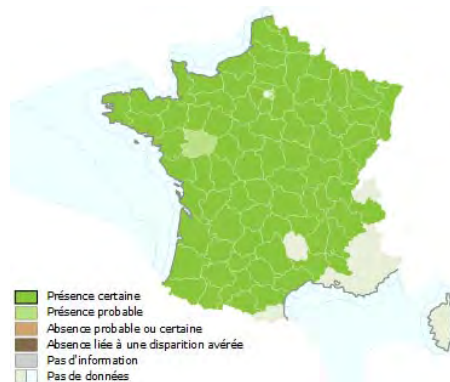 Présence certaine
Présence probable
Absence probable ou certaine
Absence liée à une disparition avérée
Pas d'information
Pas de données